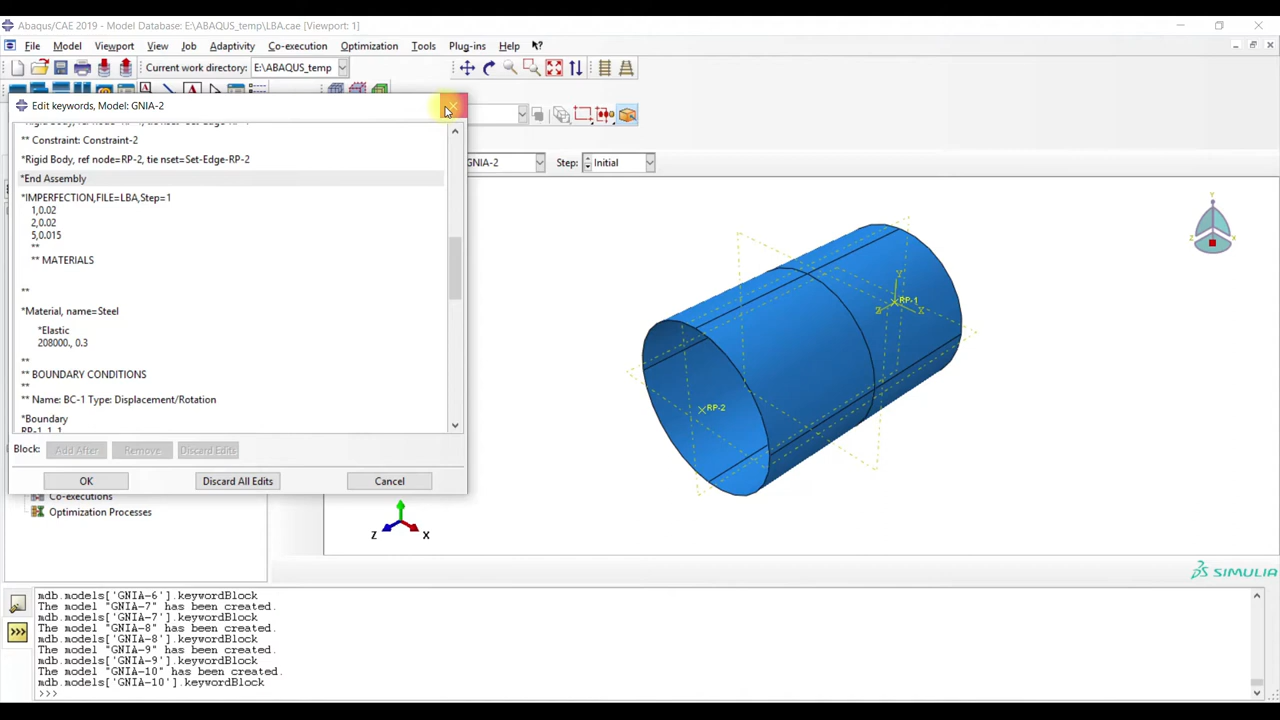 Abaqus/CAE 2019 - Model Database: E:\ABAQUS_temp\LBA.cae [Viewport: 1]
File Model Viewport View Job Adaptivity Co-execution Optimization Tools Plug-ins Help
Current work directory: E:\ABAQUS_temp
Edit keywords, Model: GNIA-2
GNIA-2 Step: Initial
** Constraint: Constraint-2
*Rigid Body, ref node=RP-2, tie nset=Set-Edge-RP-2
*End Assembly
*IMPERFECTION,FILE=LBA,Step=1
1,0.02
2,0.02
5,0.015
**
** MATERIALS
**
*Material, name=Steel
*Elastic
208000., 0.3
**
** BOUNDARY CONDITIONS
**
** Name: BC-1 Type: Displacement/Rotation
*Boundary
RP-1, 1, 1
Block: Add After Remove Discard Edits
OK Discard All Edits Cancel
Co-executions
Optimization Processes
Y
Z X
Y
RP-1
Z X
RP-2
Z X
SIMULIA
mdb.models['GNIA-6'].keywordBlock
The model "GNIA-7" has been created.
mdb.models['GNIA-7'].keywordBlock
The model "GNIA-8" has been created.
mdb.models['GNIA-8'].keywordBlock
The model "GNIA-9" has been created.
mdb.models['GNIA-9'].keywordBlock
The model "GNIA-10" has been created.
mdb.models['GNIA-10'].keywordBlock
>>>